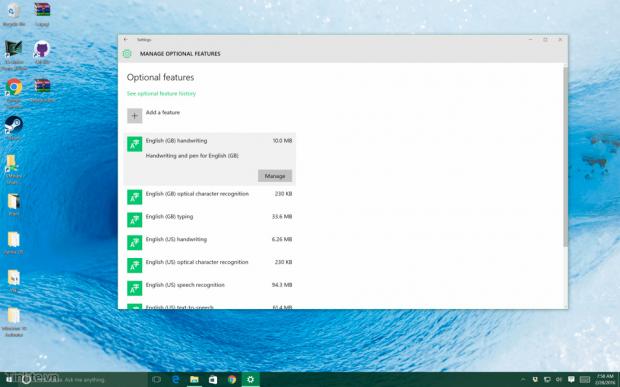 Settings
MANAGE OPTIONAL FEATURES
Optional features
See optional feature history
Add a feature
English (GB) handwriting 10.0 MB
Handwriting and pen for English (GB)
Manage
English (GB) optical character recognition 230 KB
English (GB) typing 33.6 MB
English (US) handwriting 6.26 MB
English (US) optical character recognition 230 KB
English (US) speech recognition 94.3 MB
English (US) text-to-speech 61.4 MB
Recycle Bin
Steam
Windows 10
Activator
Tinhte.vn
Ask me anything.
7:58 AM
2/28/2016